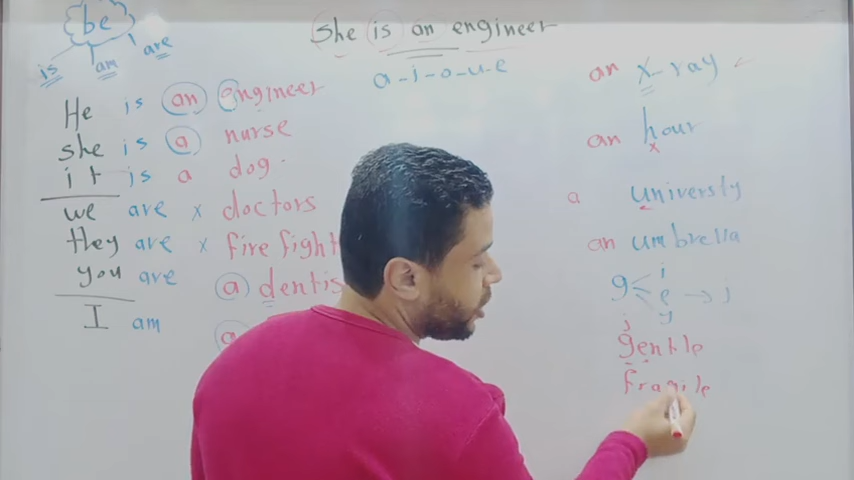 be
is am are
She is an engineer
a-i-o-u-e
He is an engineer
she is a nurse
it is a dog.
we are x doctors
they are x fire fight
you are a dentis
I am a
an x-ray
an hour
x
a universty
an umbrella
g i
e → j
y
j
gentle
fragile